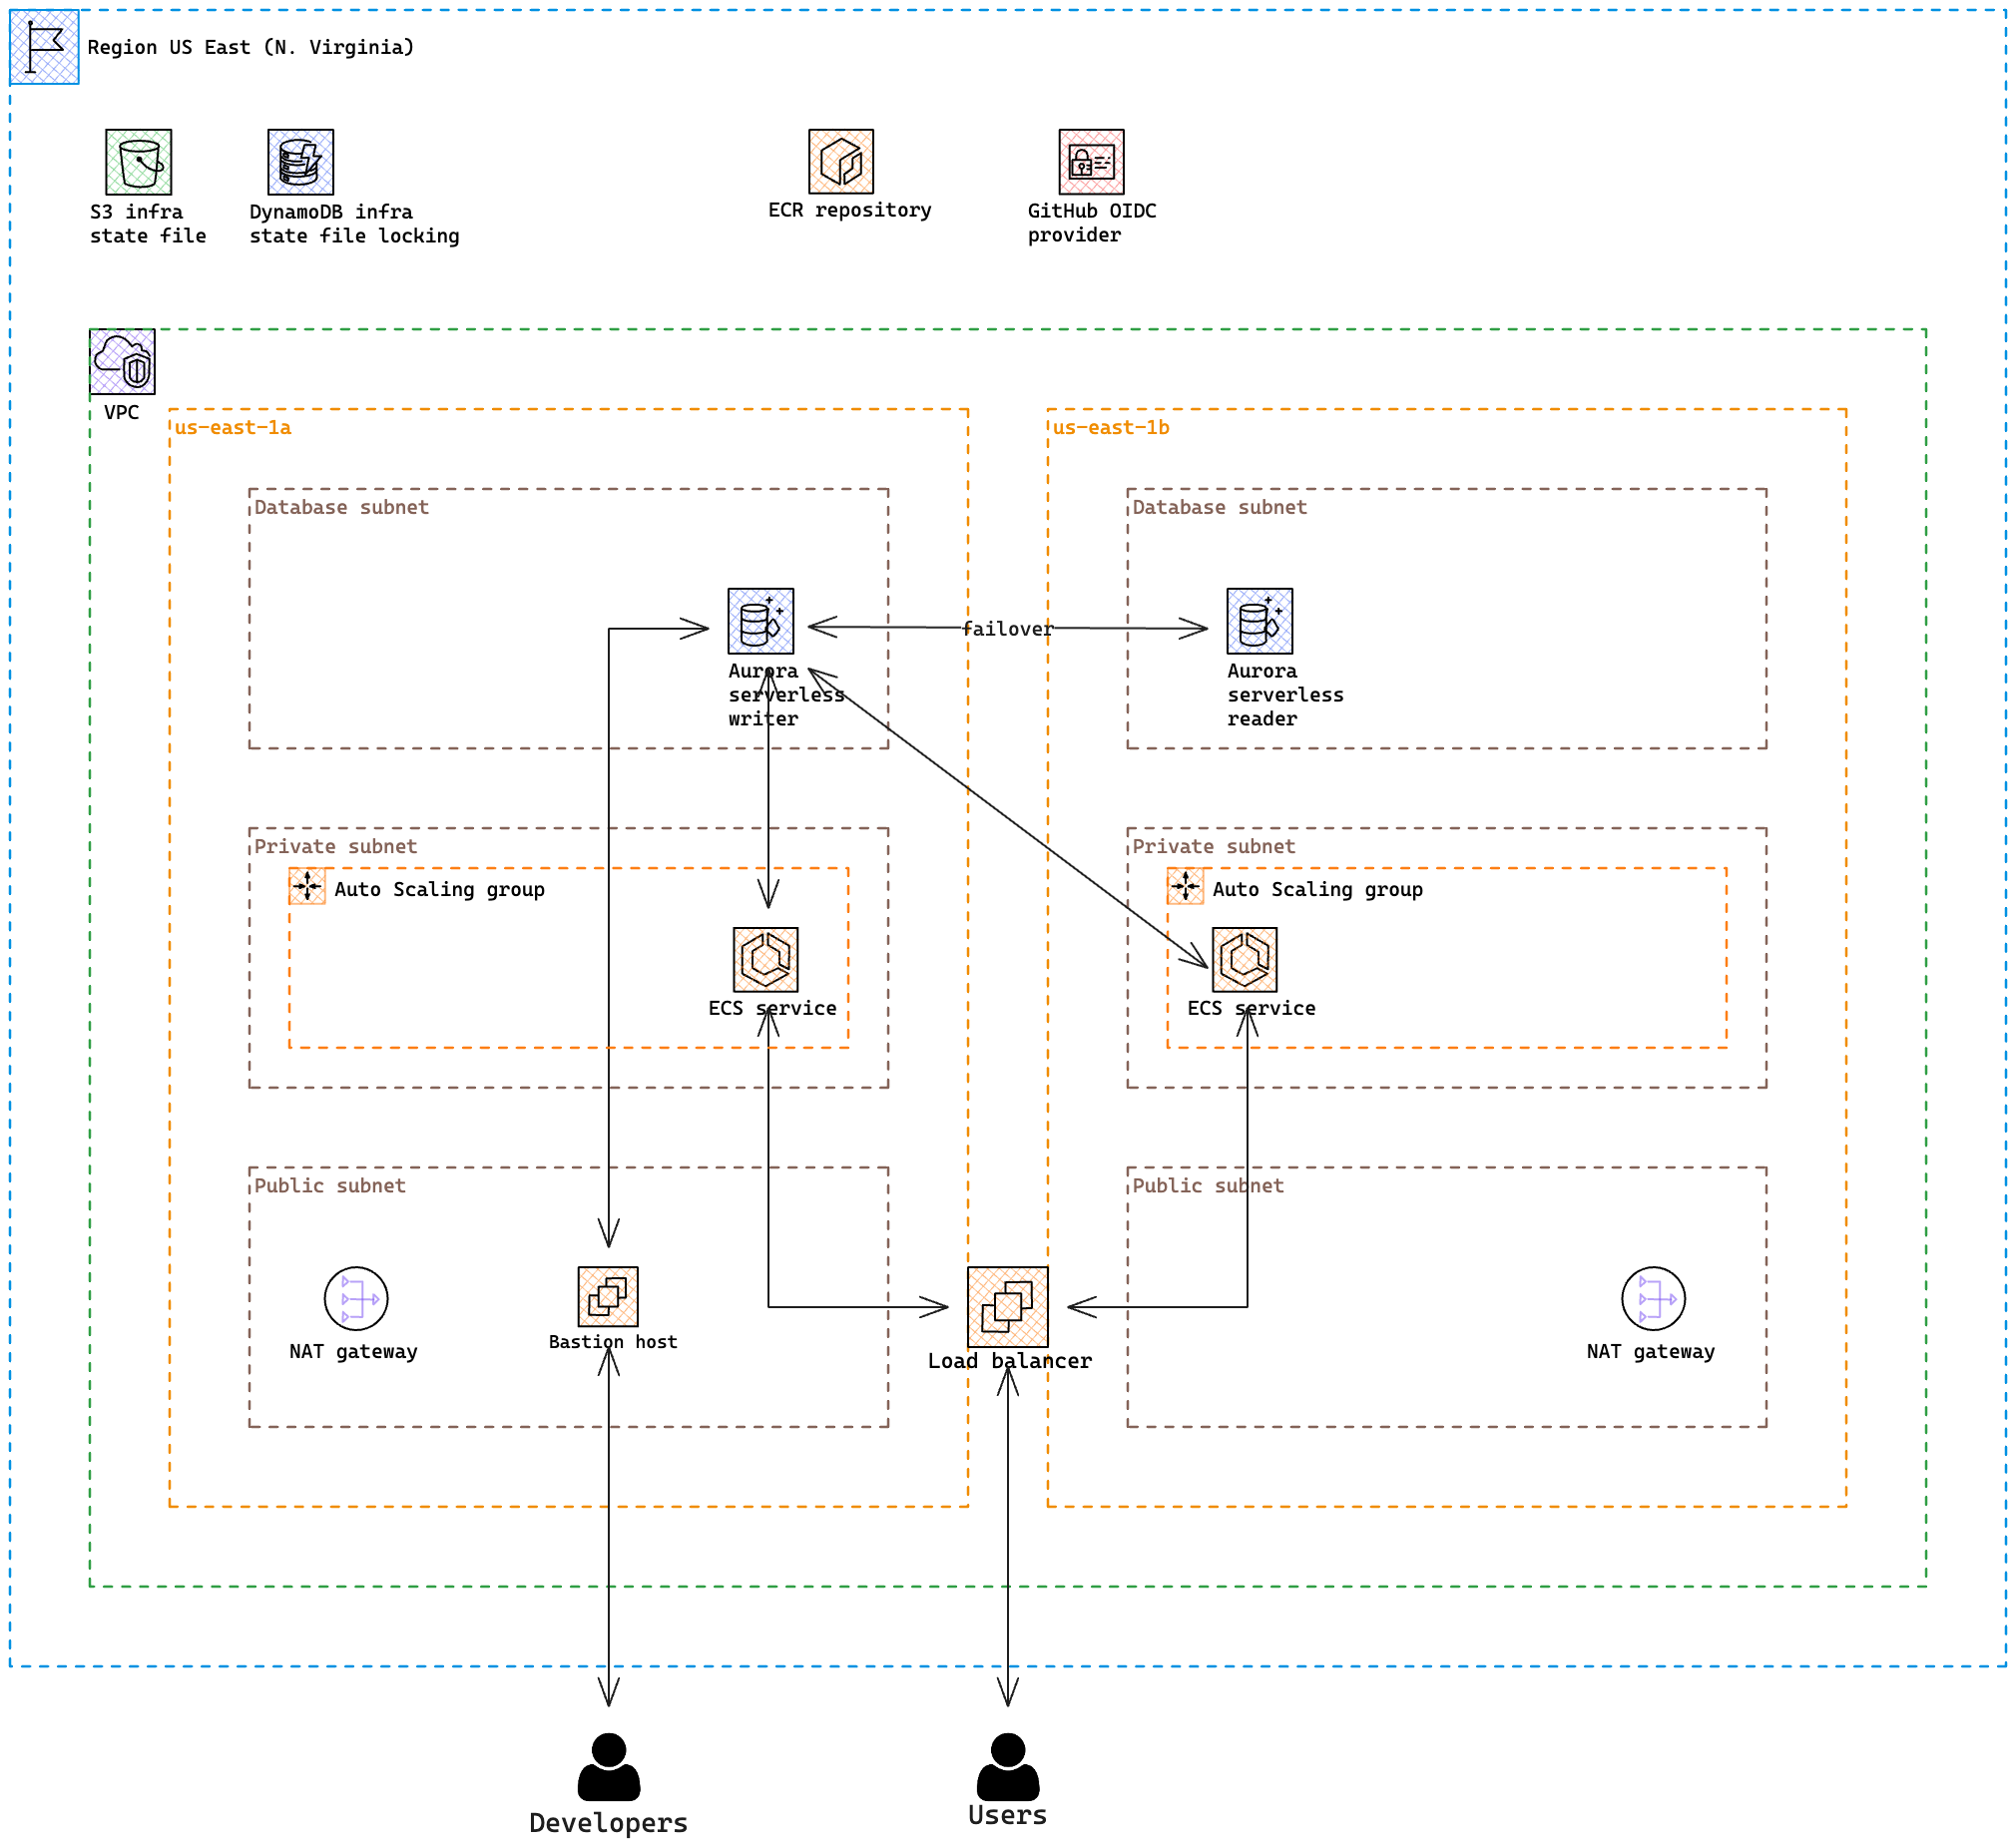 Region US East (N. Virginia)
S3 infra
state file
DynamoDB infra
state file locking
ECR repository
GitHub OIDC
provider
VPC
us-east-1a
us-east-1b
Database subnet
Database subnet
failover
Aurora
serverless
writer
Aurora
serverless
reader
Private subnet
Private subnet
Auto Scaling group
Auto Scaling group
ECS service
ECS service
Public subnet
Public subnet
NAT gateway
Bastion host
Load balancer
NAT gateway
Developers
Users